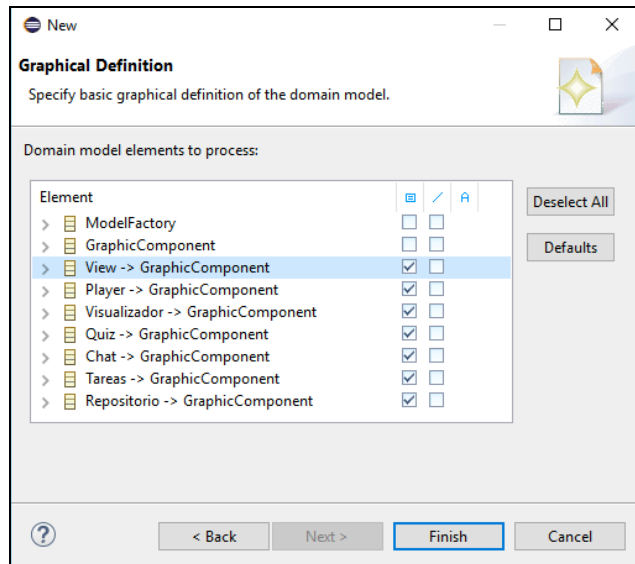 New
Graphical Definition
Specify basic graphical definition of the domain model.
Domain model elements to process:
Element A
ModelFactory
GraphicComponent
View -> GraphicComponent
Player -> GraphicComponent
Visualizador -> GraphicComponent
Quiz -> GraphicComponent
Chat -> GraphicComponent
Tareas -> GraphicComponent
Repositorio -> GraphicComponent
Deselect All
Defaults
? < Back Next > Finish Cancel